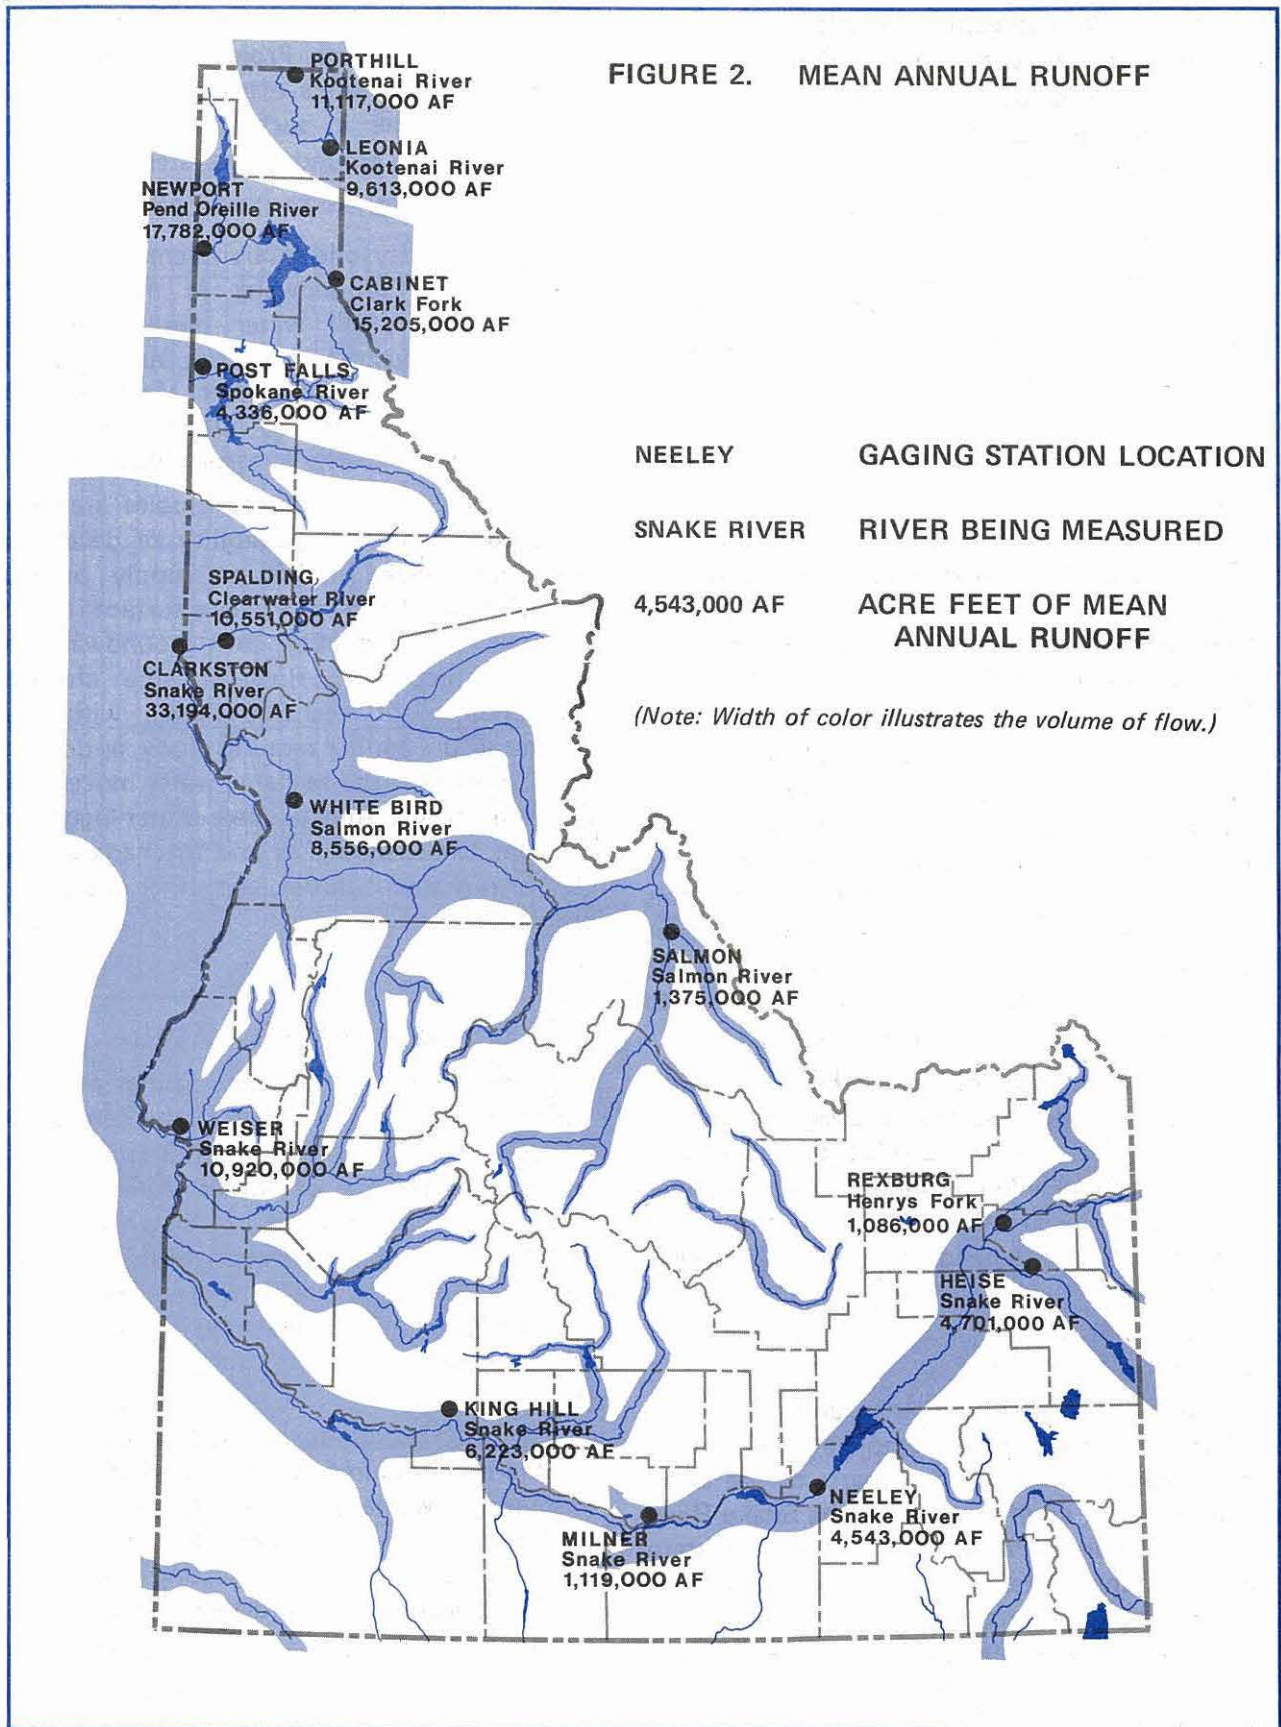 FIGURE 2. MEAN ANNUAL RUNOFF
PORTHILL
Kootenai River
11,117,000 AF
LEONIA
Kootenai River
9,613,000 AF
NEWPORT
Pend Oreille River
17,782,000 AF
CABINET
Clark Fork
15,205,000 AF
POST FALLS
Spokane River
4,336,000 AF
NEELEY GAGING STATION LOCATION
SNAKE RIVER RIVER BEING MEASURED
4,543,000 AF ACRE FEET OF MEAN
ANNUAL RUNOFF
(Note: Width of color illustrates the volume of flow.)
SPALDING
Clearwater River
10,551,000 AF
CLARKSTON
Snake River
33,194,000 AF
WHITE BIRD
Salmon River
8,556,000 AF
SALMON
Salmon River
1,375,000 AF
WEISER
Snake River
10,920,000 AF
REXBURG
Henrys Fork
1,086,000 AF
HEISE
Snake River
4,701,000 AF
KING HILL
Snake River
6,223,000 AF
NEELEY
Snake River
4,543,000 AF
MILNER
Snake River
1,119,000 AF